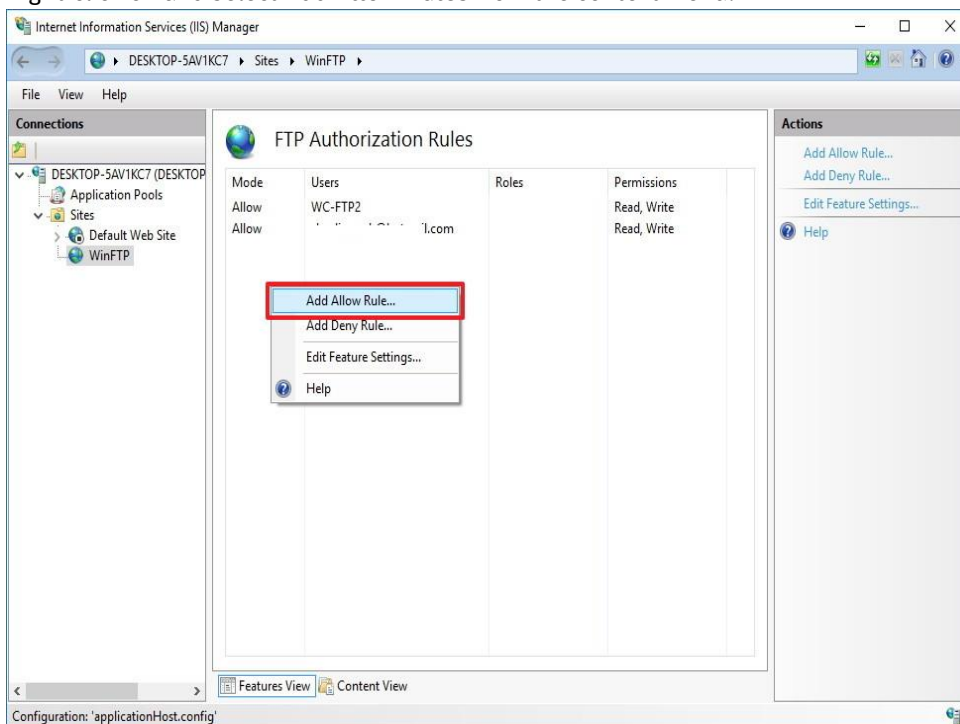 Internet Information Services (IIS) Manager
DESKTOP-5AV1KC7 ▸ Sites ▸ WinFTP ▸
File View Help
Connections
DESKTOP-5AV1KC7 (DESKTOP
Application Pools
Sites
Default Web Site
WinFTP
FTP Authorization Rules
Mode Users Roles Permissions
Allow WC-FTP2 Read, Write
Allow l.com Read, Write
Add Allow Rule...
Add Deny Rule...
Edit Feature Settings...
Help
Features View Content View
Actions
Add Allow Rule...
Add Deny Rule...
Edit Feature Settings...
Help
Configuration: 'applicationHost.config'